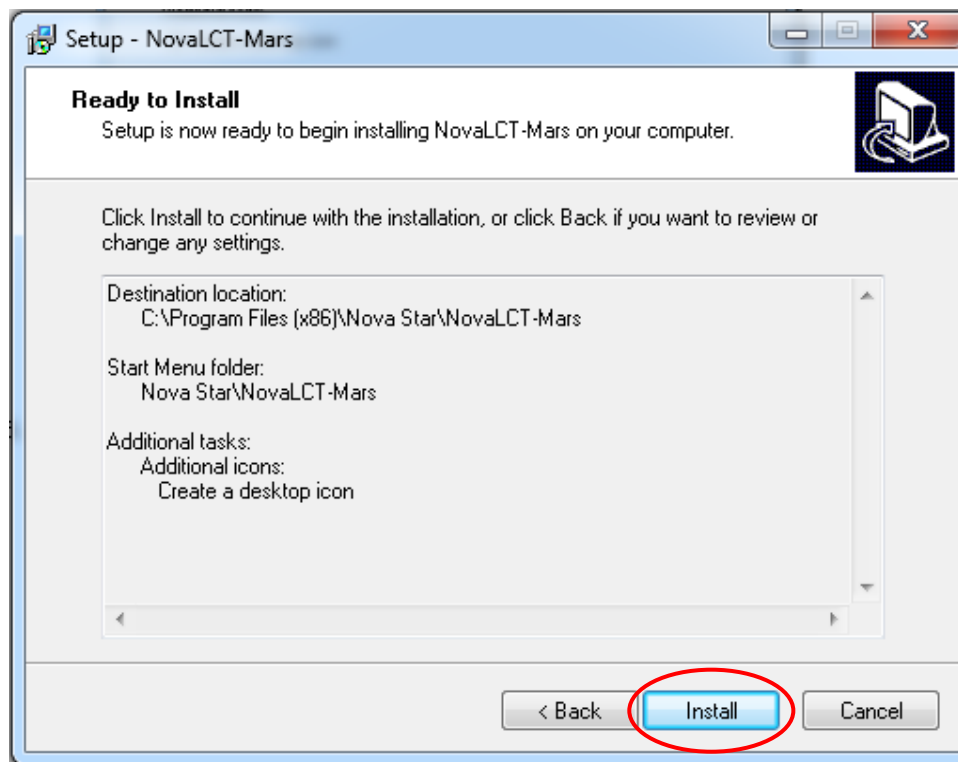 Setup - NovaLCT-Mars
Ready to Install
Setup is now ready to begin installing NovaLCT-Mars on your computer.
Click Install to continue with the installation, or click Back if you want to review or
change any settings.
Destination location:
C:\Program Files (x86)\Nova Star\NovaLCT-Mars
Start Menu folder:
Nova Star\NovaLCT-Mars
Additional tasks:
Additional icons:
Create a desktop icon
< Back Install Cancel